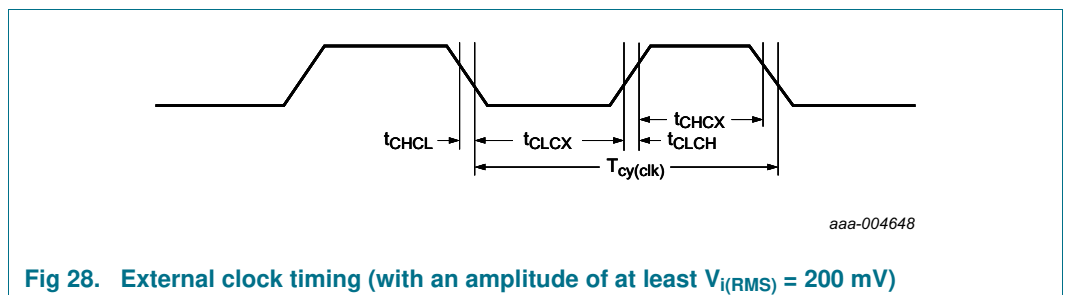 tCHCX
tCHCL tCLCX tCLCH
Tcy(clk)
aaa-004648
Fig 28. External clock timing (with an amplitude of at least Vi(RMS) = 200 mV)